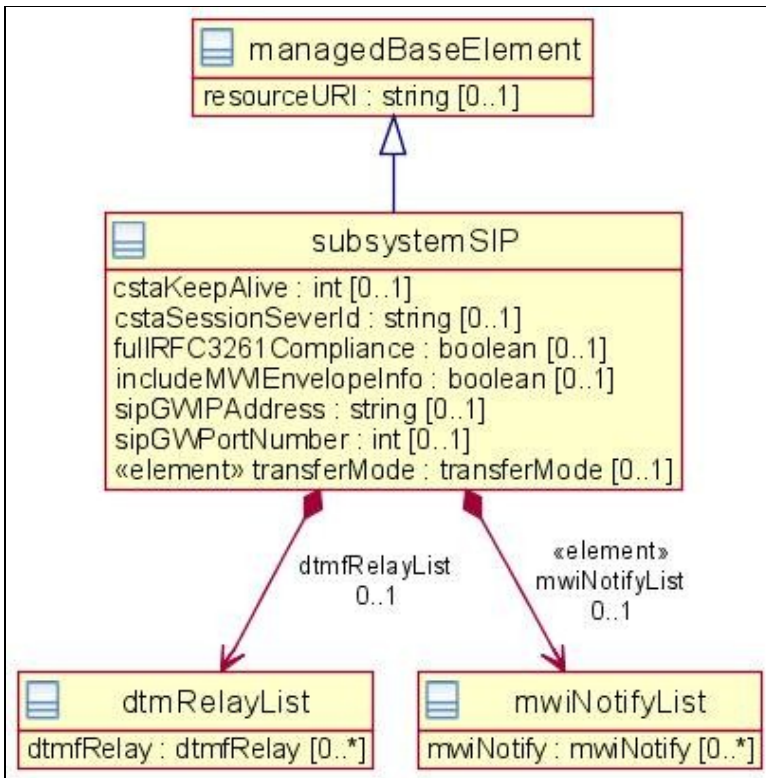 managedBaseElement
resourceURI : string [0..1]
subsystemSIP
cstaKeepAlive : int [0..1]
cstaSessionSeverId : string [0..1]
fullRFC3261Compliance : boolean [0..1]
includeMWIEnvelopeInfo : boolean [0..1]
sipGWIPAddress : string [0..1]
sipGWPortNumber : int [0..1]
«element» transferMode : transferMode [0..1]
dtmfRelayList
0..1
«element»
mwiNotifyList
0..1
dtmRelayList
dtmfRelay : dtmfRelay [0..*]
mwiNotifyList
mwiNotify : mwiNotify [0..*]